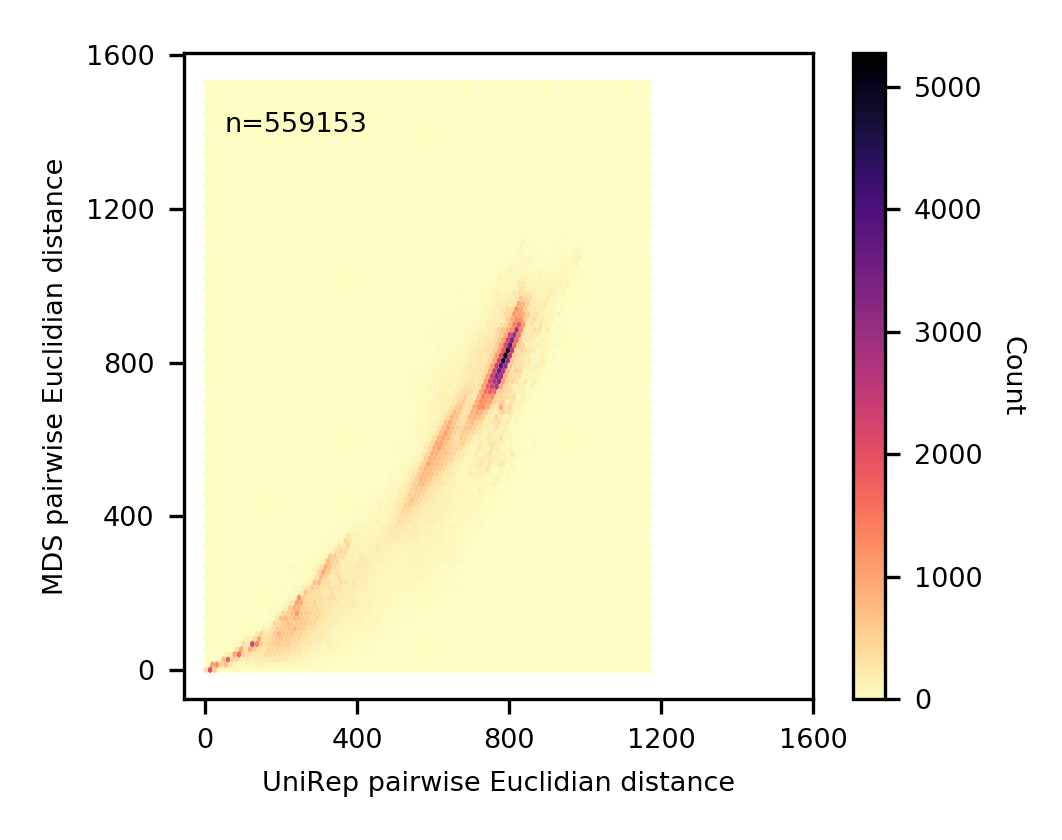 n=559153
MDS pairwise Euclidian distance
1600
1200
800
400
0
0 400 800 1200 1600
UniRep pairwise Euclidian distance
5000
4000
3000
2000
1000
0
Count